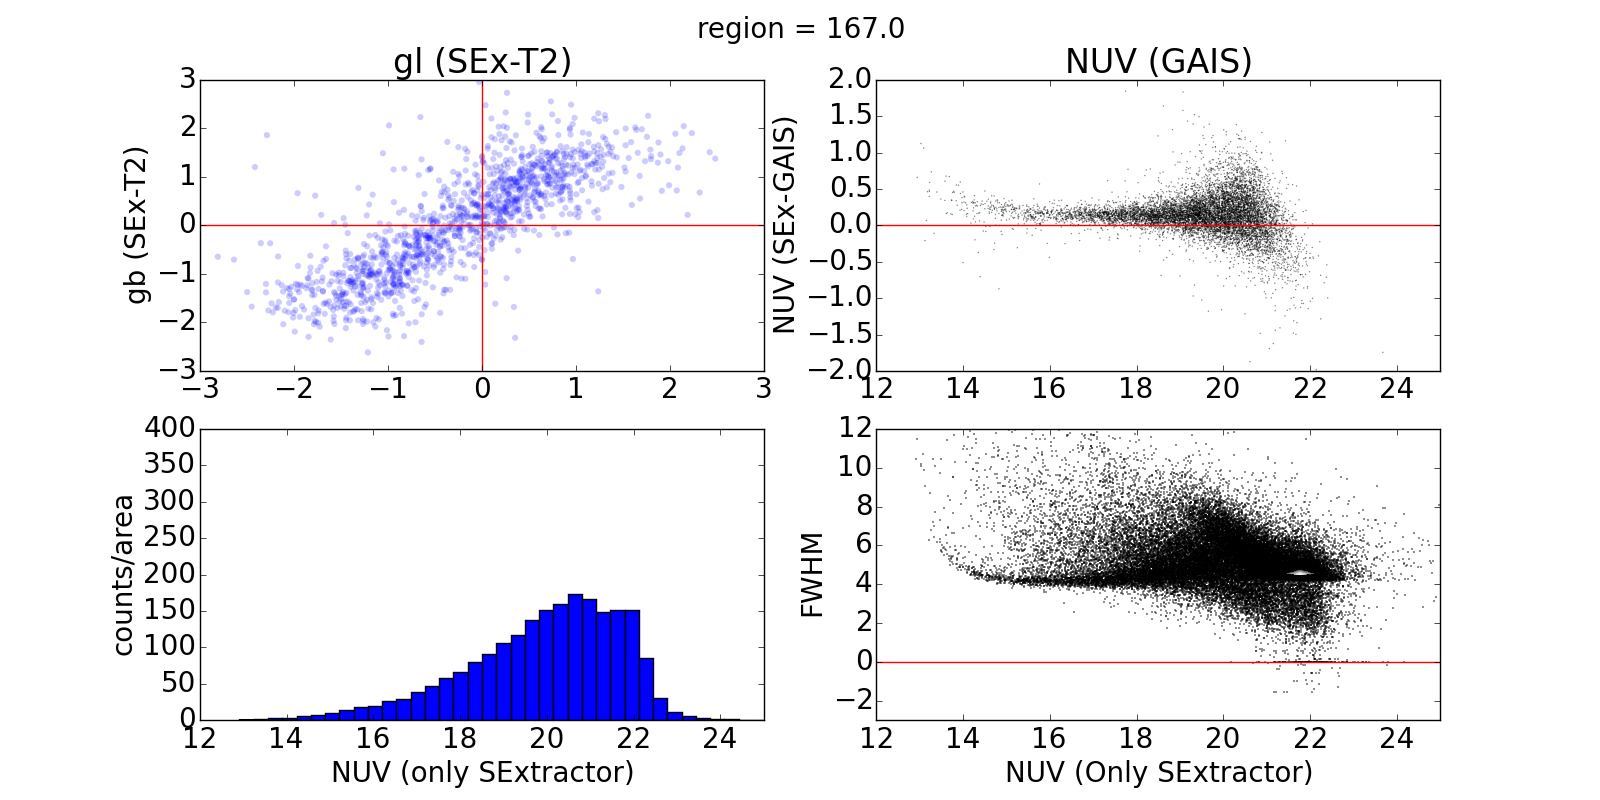 region = 167.0
gl (SEx-T2)
NUV (GAIS)
gb (SEx-T2)
3
2
1
0
−1
−2
−3
−3 −2 −1 0 1 2 3
NUV (SEx-GAIS)
2.0
1.5
1.0
0.5
0.0
−0.5
−1.0
−1.5
−2.0
12 14 16 18 20 22 24
counts/area
400
350
300
250
200
150
100
50
0
12 14 16 18 20 22 24
NUV (only SExtractor)
FWHM
12
10
8
6
4
2
0
−2
12 14 16 18 20 22 24
NUV (Only SExtractor)